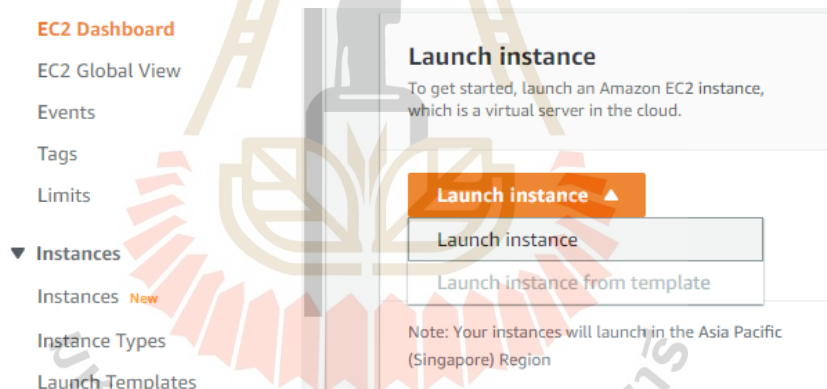 EC2 Dashboard
EC2 Global View
Events
Tags
Limits
Instances
Instances New
Instance Types
Launch Templates
Launch instance
To get started, launch an Amazon EC2 instance,
which is a virtual server in the cloud.
Launch instance
Launch instance
Launch instance from template
Note: Your instances will launch in the Asia Pacific
(Singapore) Region